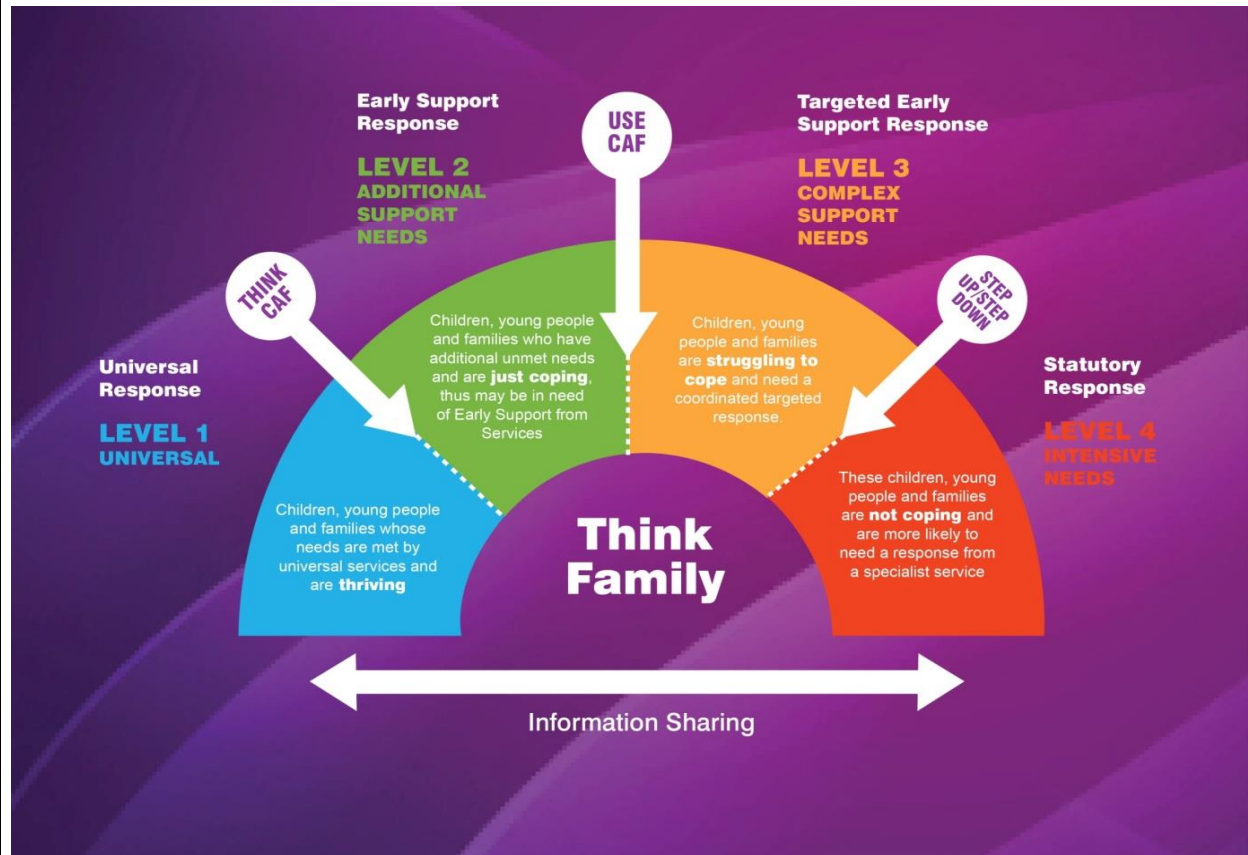 Early Support
Response
LEVEL 2
ADDITIONAL
SUPPORT
NEEDS
USE
CAF
Targeted Early
Support Response
LEVEL 3
COMPLEX
SUPPORT
NEEDS
THINK
CAF
STEP
UP/STEP
DOWN
Universal
Response
LEVEL 1
UNIVERSAL
Children, young people
and families who have
additional unmet needs
and are just coping,
thus may be in need
of Early Support from
Services
Children, young
people and families
are struggling to
cope and need a
coordinated targeted
response.
Statutory
Response
LEVEL 4
INTENSIVE
NEEDS
Children, young people
and families whose
needs are met by
universal services and
are thriving
These children, young
people and families
are not coping and
are more likely to
need a response from
a specialist service
Think
Family
Information Sharing